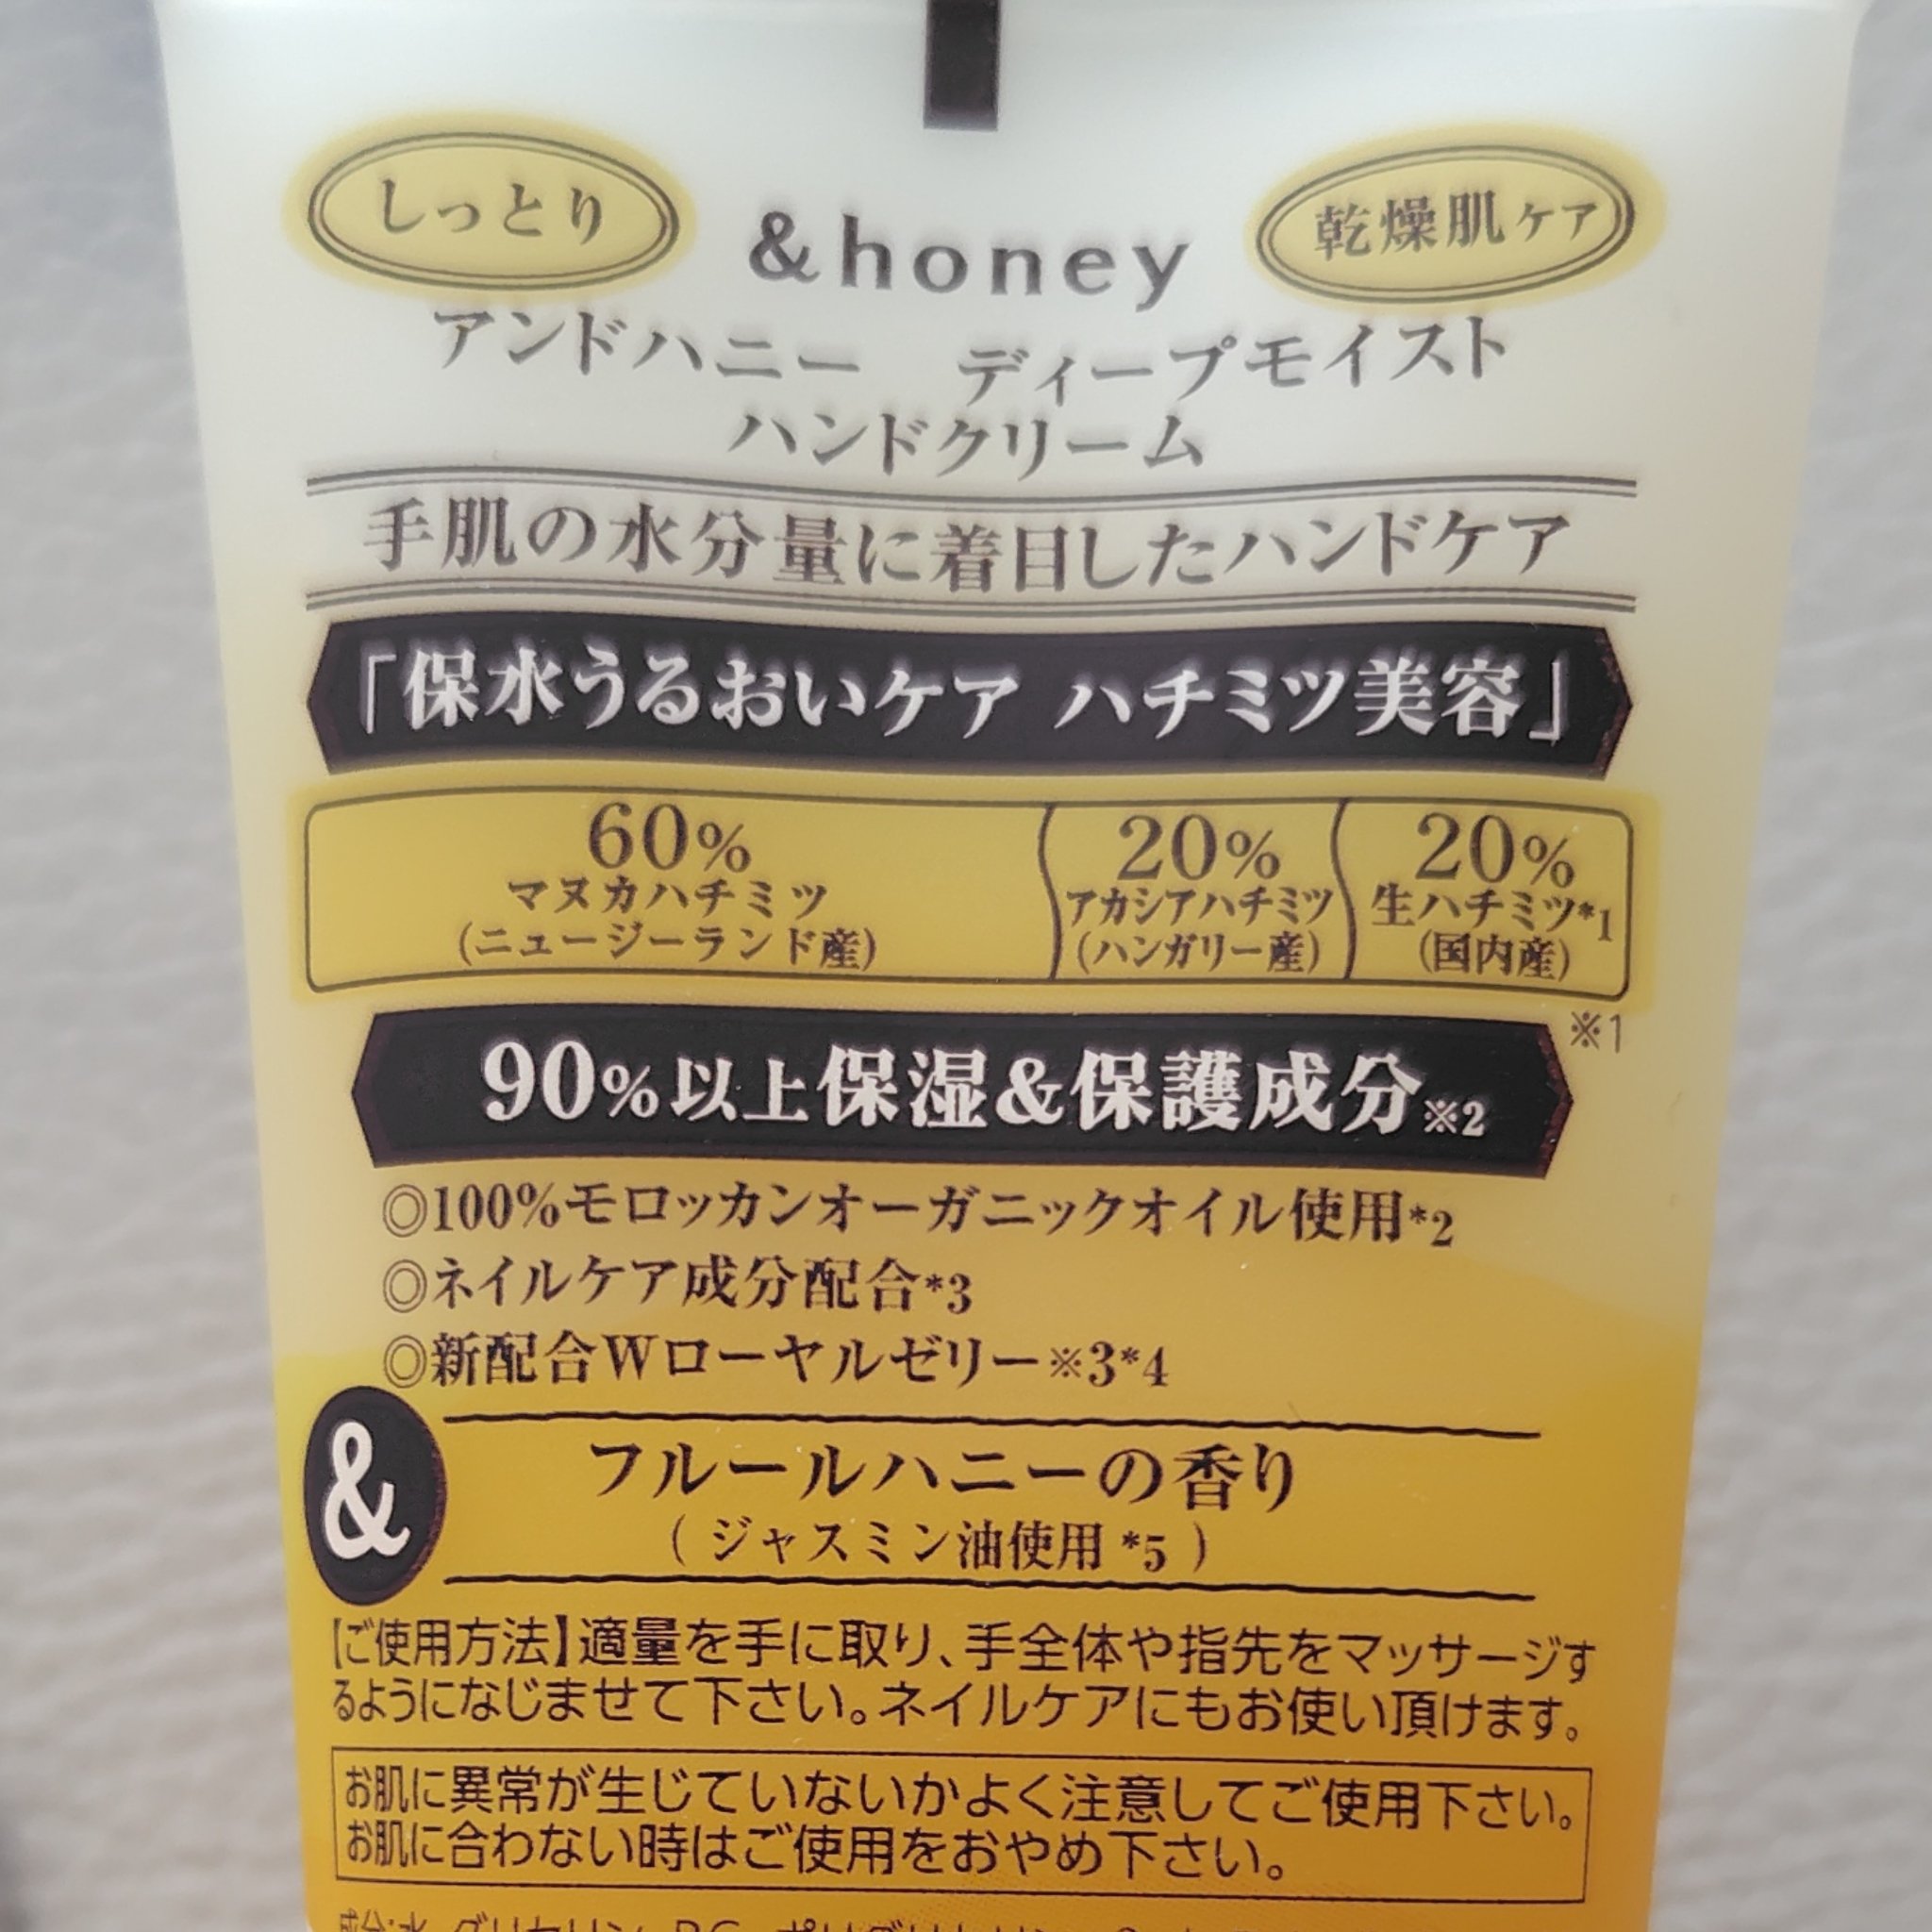 しっとり
&honey
乾燥肌ケア
アンドハニー ディープモイスト
ハンドクリーム
手肌の水分量に着目したハンドケア
「保水うるおいケア ハチミツ美容」
60%
マヌカハチミツ
(ニュージーランド産)
20%
アカシアハチミツ
(ハンガリー産)
20%
生ハチミツ*1
(国内産)
※1
90%以上保湿&保護成分※2
◎100%モロッカンオーガニックオイル使用*2
◎ネイルケア成分配合*3
◎新配合Wローヤルゼリー※3*4
&
フルールハニーの香り
(ジャスミン油使用*5)
【ご使用方法】適量を手に取り、手全体や指先をマッサージす
るようになじませて下さい。ネイルケアにもお使い頂けます。
お肌に異常が生じていないかよく注意してご使用下さい。
お肌に合わない時はご使用をおやめ下さい。